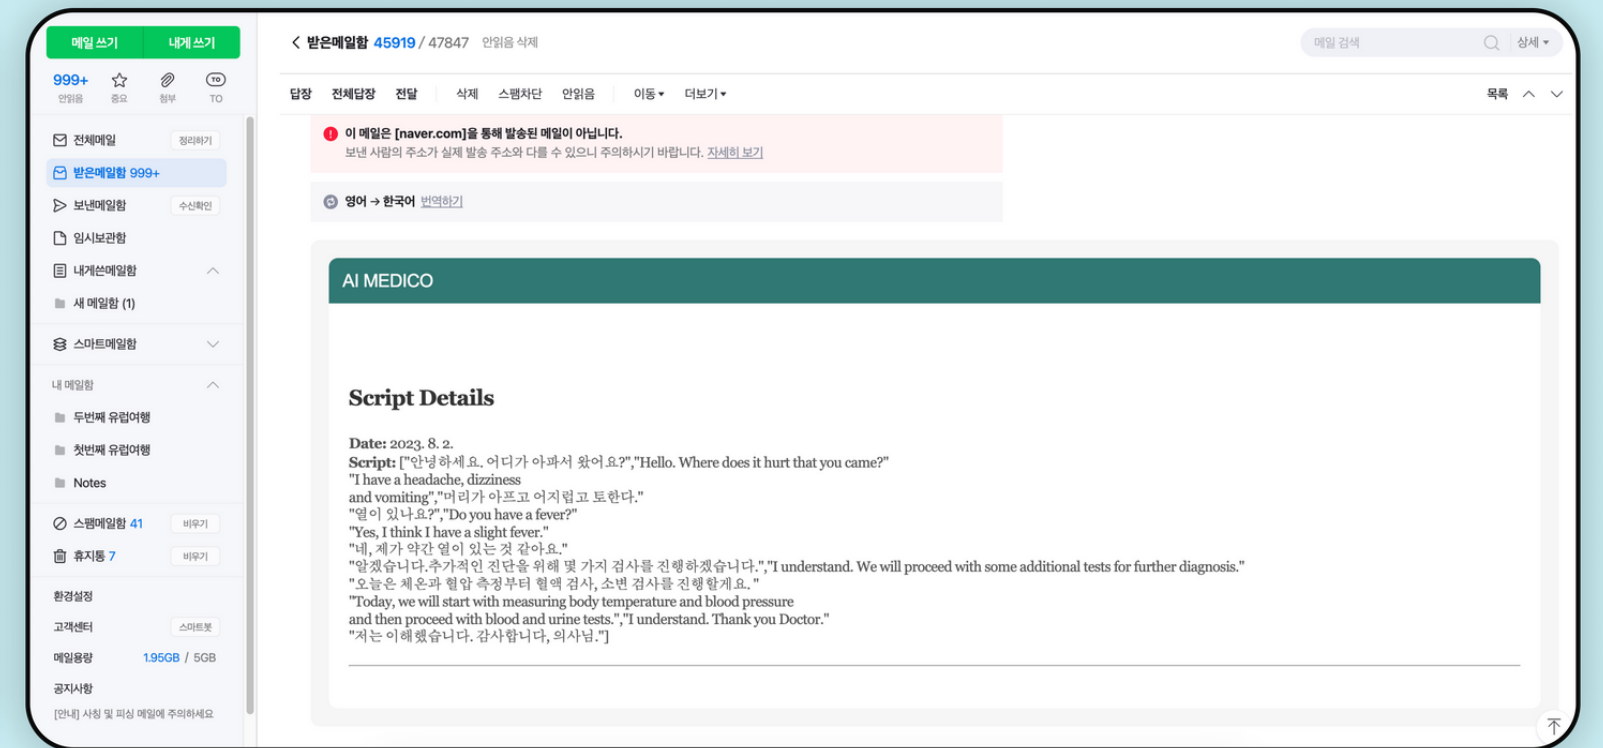 메일 쓰기 내게 쓰기
999+
안읽음 중요 첨부 TO
전체메일 정리하기
받은메일함 999+
보낸메일함 수신확인
임시보관함
내게쓴메일함
새 메일함 (1)
스마트메일함
내 메일함
두번째 유럽여행
첫번째 유럽여행
Notes
스팸메일함 41 비우기
휴지통 7 비우기
환경설정
고객센터 스마트봇
메일용량 1.95GB / 5GB
공지사항
[안내] 사칭 및 피싱 메일에 주의하세요
받은메일함 45919 / 47847 안읽음 삭제
메일 검색 상세
답장 전체답장 전달 삭제 스팸차단 안읽음 이동 더보기 목록
이 메일은 [naver.com]을 통해 발송된 메일이 아닙니다.
보낸 사람의 주소가 실제 발송 주소와 다를 수 있으니 주의하시기 바랍니다. 자세히 보기
영어 → 한국어 번역하기
AI MEDICO
Script Details
Date: 2023. 8. 2.
Script: ["안녕하세요. 어디가 아파서 왔어요?","Hello. Where does it hurt that you came?"
"I have a headache, dizziness
and vomiting","머리가 아프고 어지럽고 토한다."
"열이 있나요?","Do you have a fever?"
"Yes, I think I have a slight fever."
"네, 제가 약간 열이 있는 것 같아요."
"알겠습니다.추가적인 진단을 위해 몇 가지 검사를 진행하겠습니다.","I understand. We will proceed with some additional tests for further diagnosis."
"오늘은 체온과 혈압 측정부터 혈액 검사, 소변 검사를 진행할게요. "
"Today, we will start with measuring body temperature and blood pressure
and then proceed with blood and urine tests.","I understand. Thank you Doctor."
"저는 이해했습니다. 감사합니다, 의사님."]